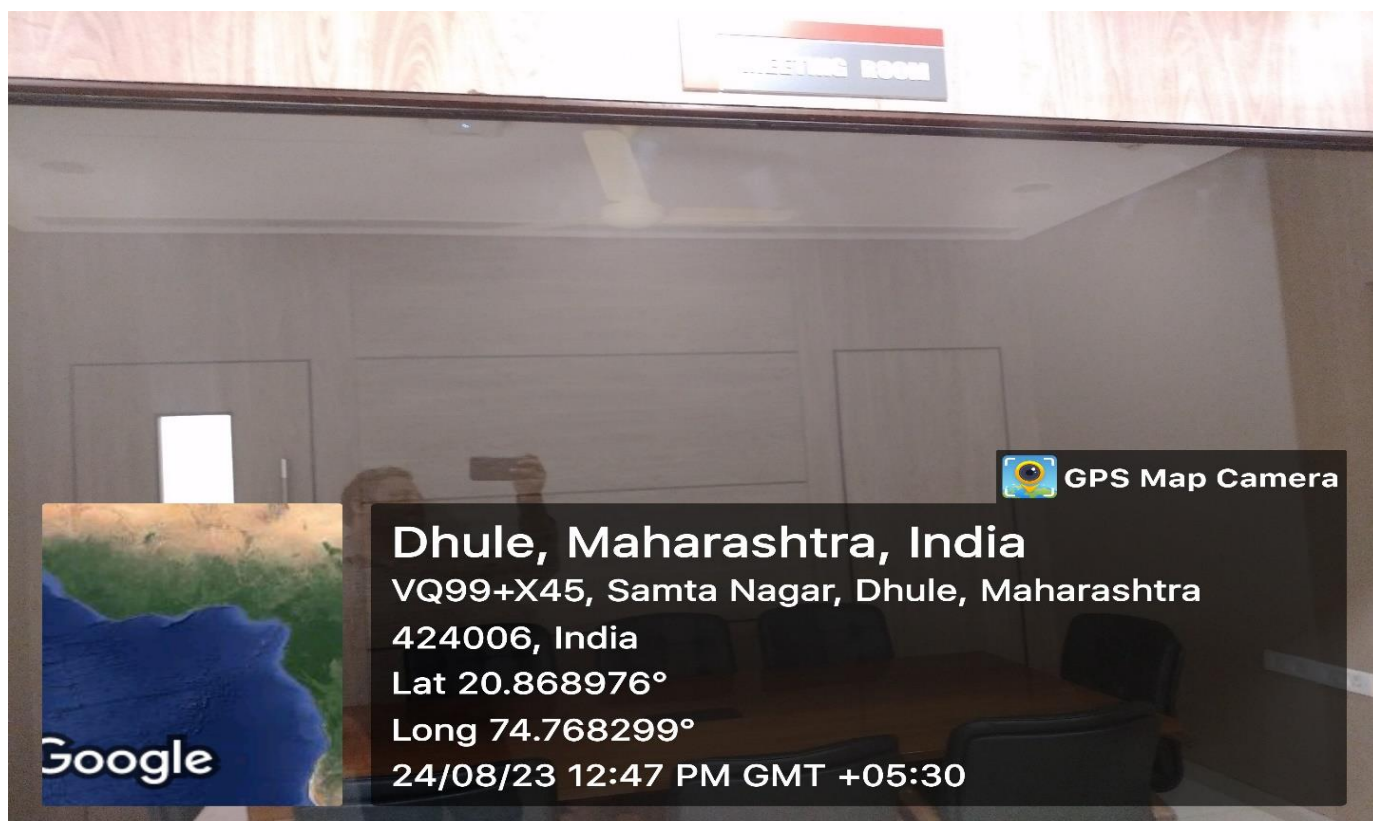 MEETING ROOM
GPS Map Camera
Dhule, Maharashtra, India
VQ99+X45, Samta Nagar, Dhule, Maharashtra
424006, India
Lat 20.868976°
Long 74.768299°
24/08/23 12:47 PM GMT +05:30
Google